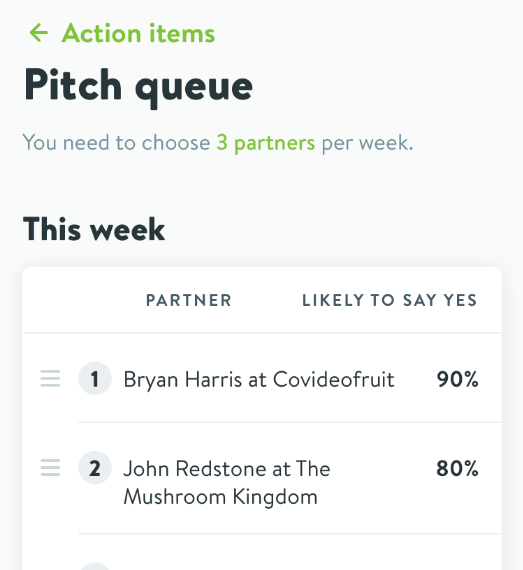 ← Action items
Pitch queue
You need to choose 3 partners per week.
This week
PARTNER LIKELY TO SAY YES
1 Bryan Harris at Covideofruit 90%
2 John Redstone at The 80%
Mushroom Kingdom